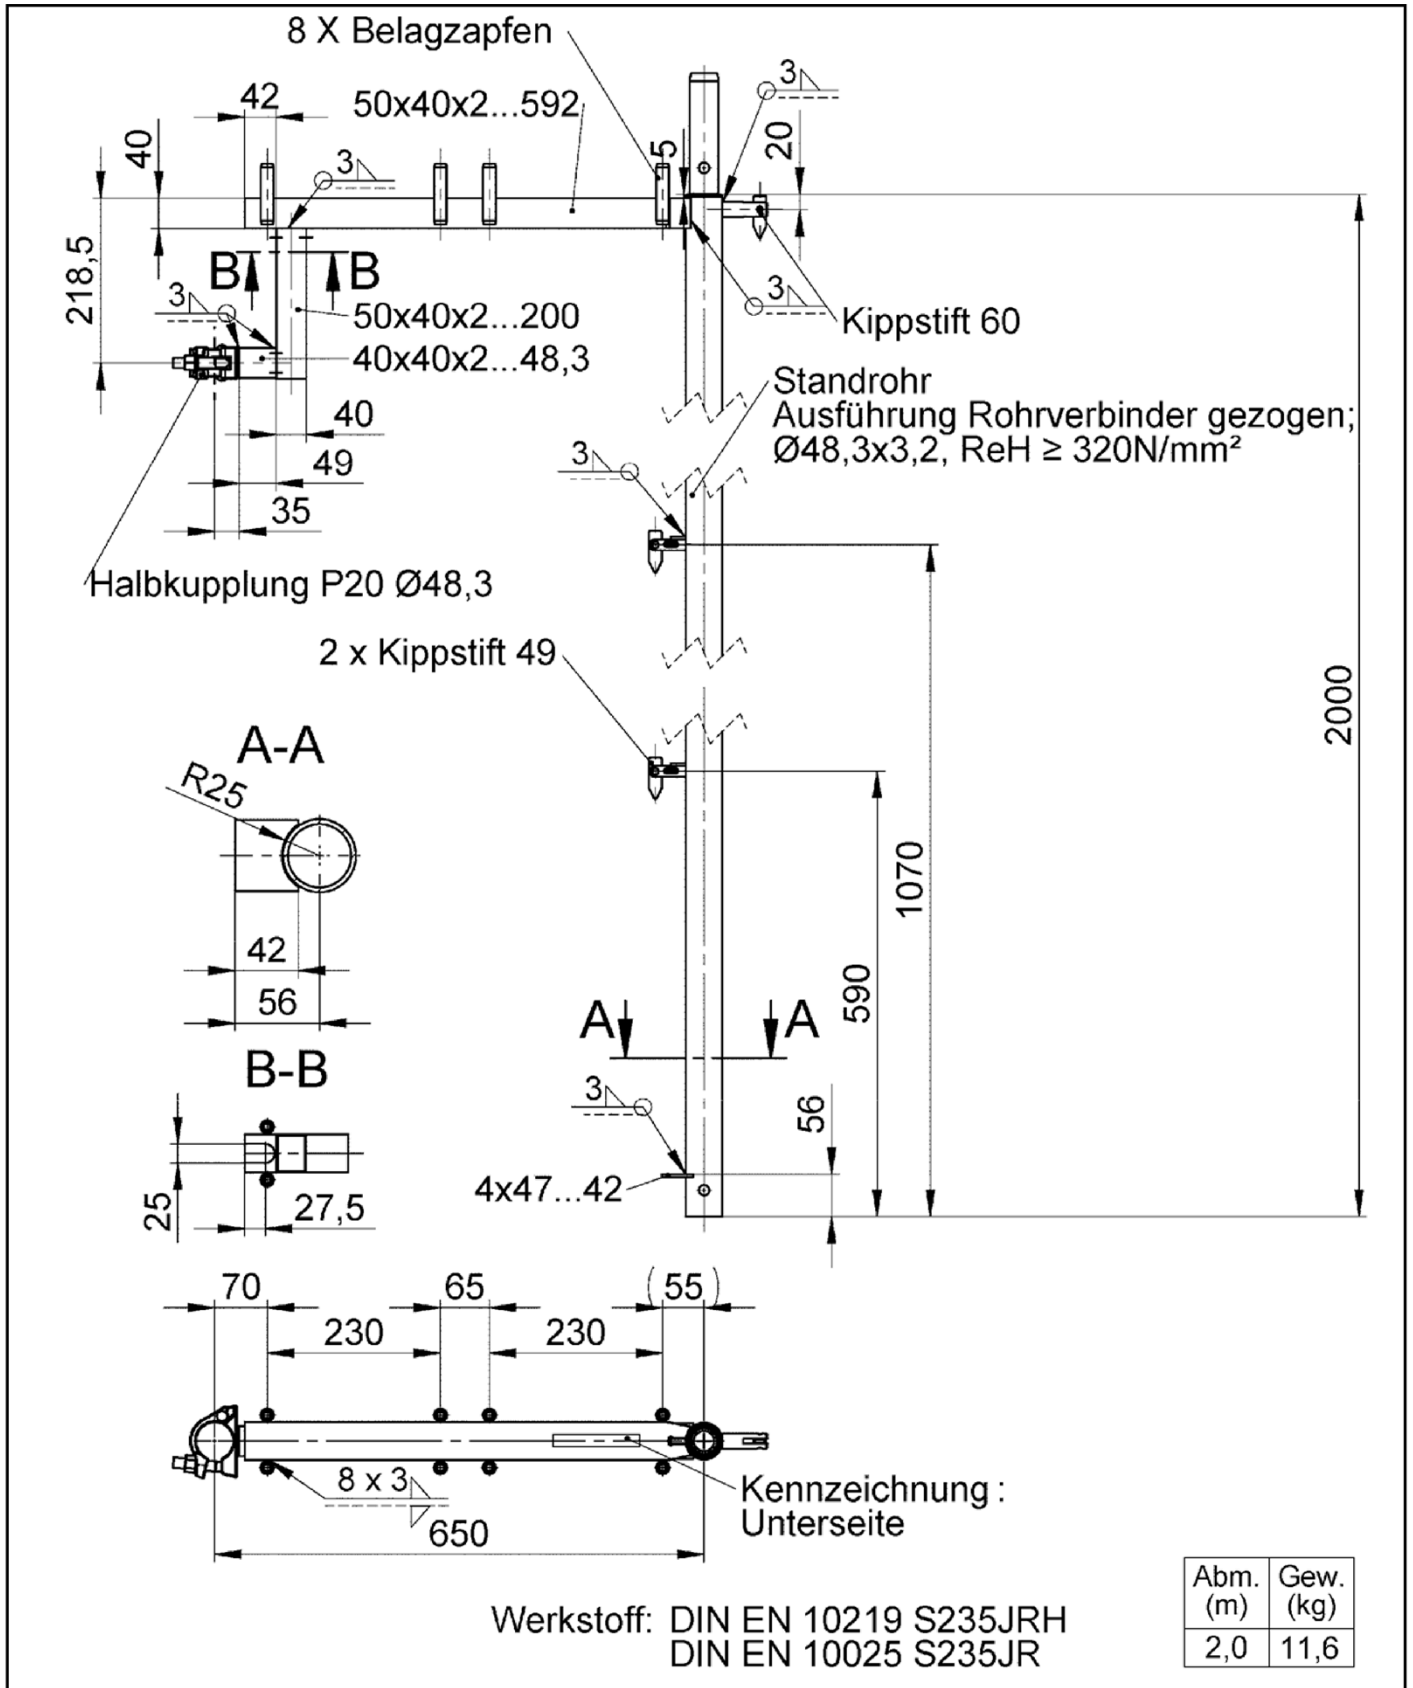 8 X Belagzapfen
42
50x40x2...592
3
40
5
20
3
218,5
B
B
3
3
50x40x2...200
Kippstift 60
40x40x2...48,3
Standrohr
Ausführung Rohrverbinder gezogen;
Ø48,3x3,2, ReH ≥ 320N/mm²
40
49
3
35
Halbkupplung P20 Ø48,3
2 x Kippstift 49
2000
A-A
R25
1070
42
590
56
A
A
B-B
3
56
4x47...42
25
27,5
70
65
(55)
230
230
8 x 3
Kennzeichnung :
Unterseite
650
Abm. (m)
Gew. (kg)
2,0
11,6
Werkstoff: DIN EN 10219 S235JRH
DIN EN 10025 S235JR